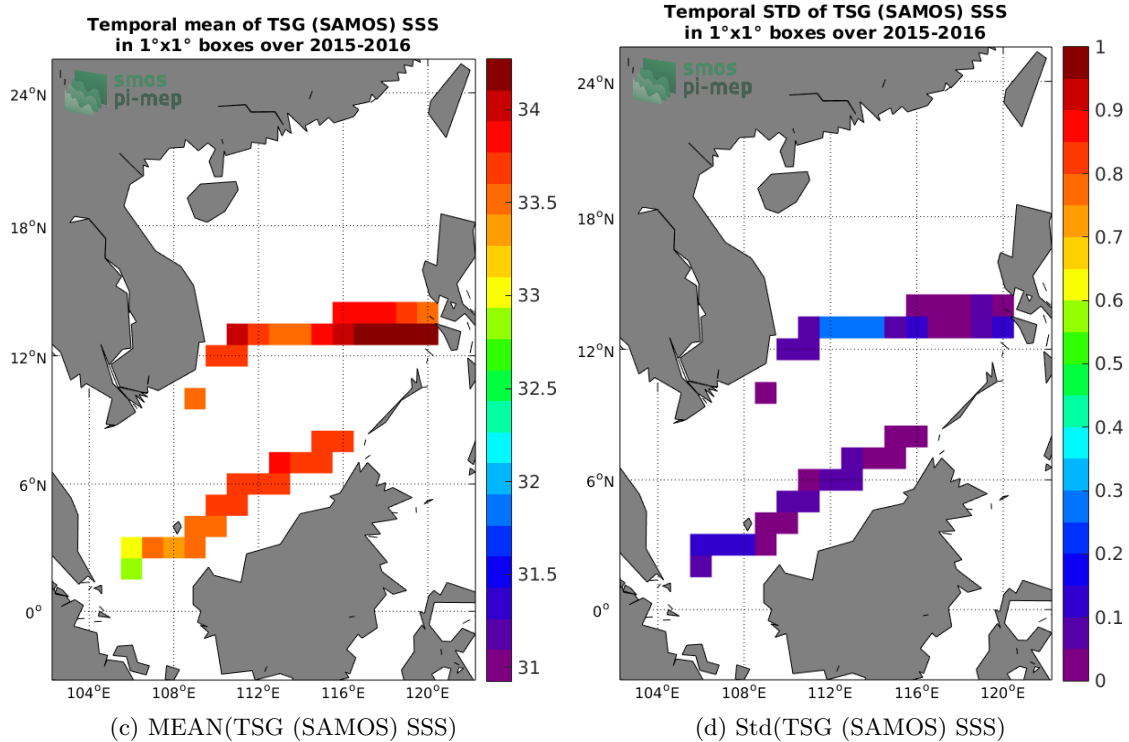 Temporal mean of TSG (SAMOS) SSS
in 1°x1° boxes over 2015-2016
smos
pi-mep
24°N
18°N
12°N
6°N
0°
104°E
108°E
112°E
116°E
120°E
34
33.5
33
32.5
32
31.5
31
(c) MEAN(TSG (SAMOS) SSS)
Temporal STD of TSG (SAMOS) SSS
in 1°x1° boxes over 2015-2016
smos
pi-mep
24°N
18°N
12°N
6°N
0°
104°E
108°E
112°E
116°E
120°E
1
0.9
0.8
0.7
0.6
0.5
0.4
0.3
0.2
0.1
0
(d) Std(TSG (SAMOS) SSS)